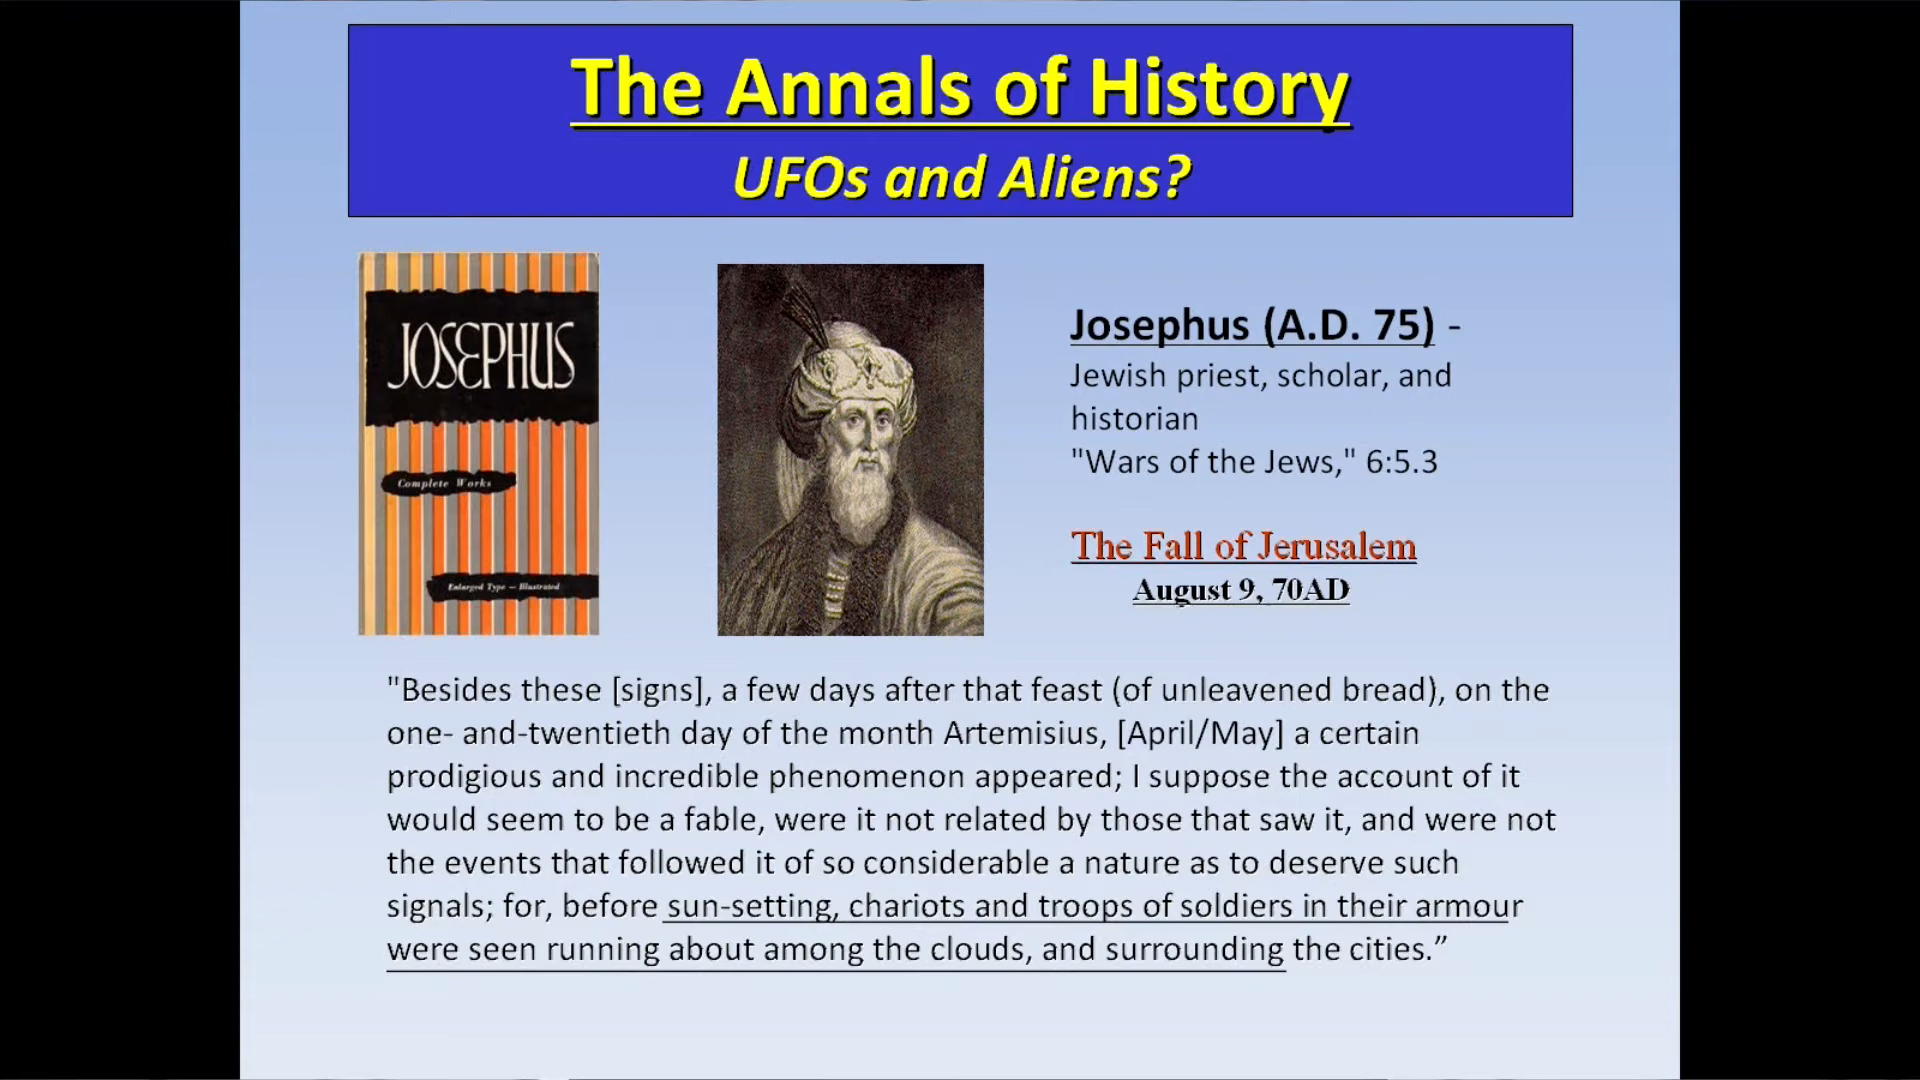 The Annals of History
UFOs and Aliens?
JOSEPHUS
Complete Works
Enlarged Type — Illustrated
Josephus (A.D. 75) -
Jewish priest, scholar, and
historian
"Wars of the Jews," 6:5.3
The Fall of Jerusalem
August 9, 70AD
"Besides these [signs], a few days after that feast (of unleavened bread), on the
one- and-twentieth day of the month Artemisius, [April/May] a certain
prodigious and incredible phenomenon appeared; I suppose the account of it
would seem to be a fable, were it not related by those that saw it, and were not
the events that followed it of so considerable a nature as to deserve such
signals; for, before sun-setting, chariots and troops of soldiers in their armour
were seen running about among the clouds, and surrounding the cities.”